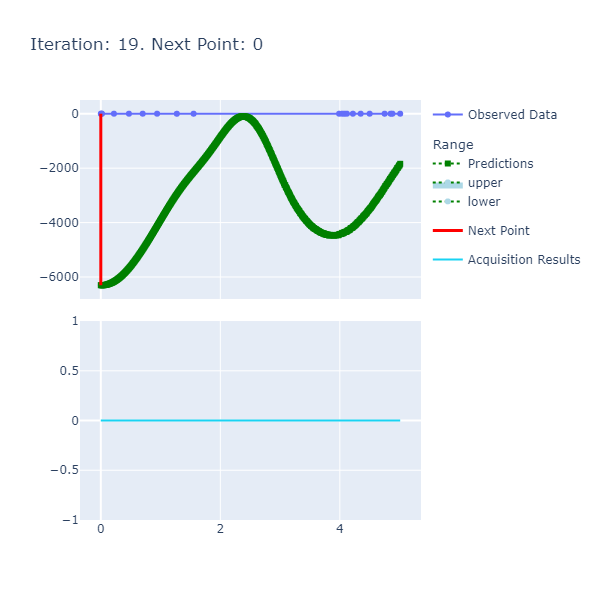 Iteration: 19. Next Point: 0
0
−2000
−4000
−6000
Observed Data
Range
Predictions
upper
lower
Next Point
Acquisition Results
1
0.5
0
−0.5
−1
0
2
4